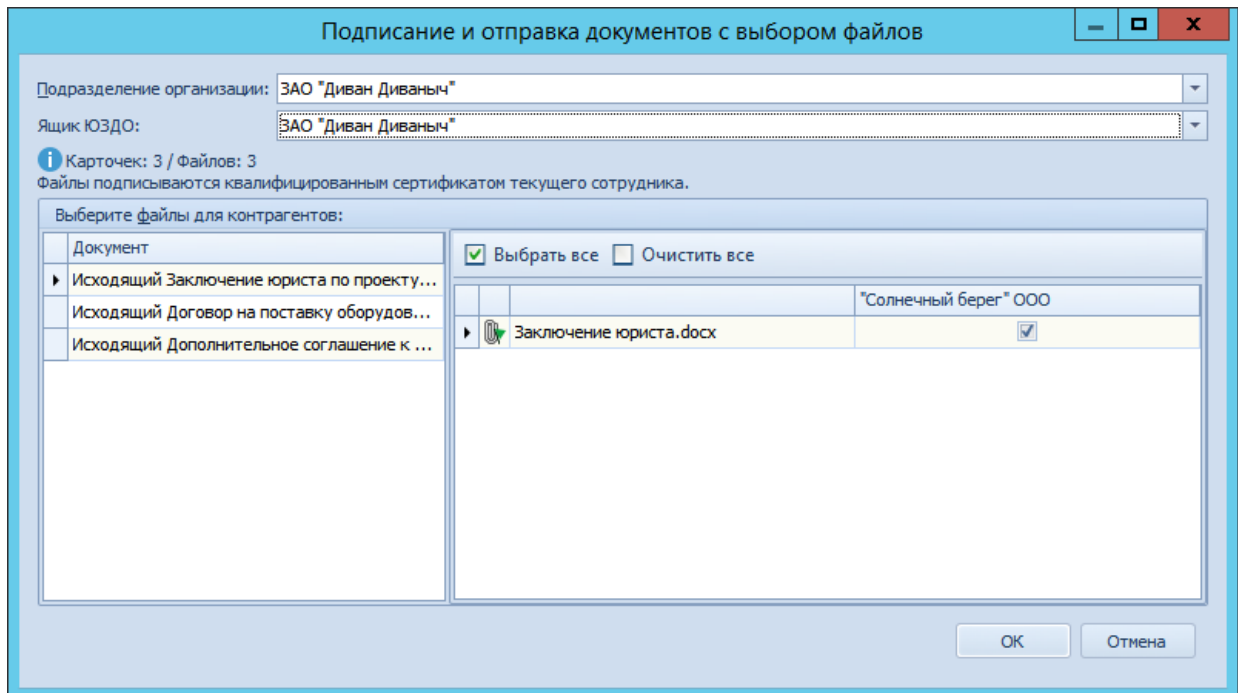 Подписание и отправка документов с выбором файлов
Подразделение организации: ЗАО "Диван Диваныч"
Ящик ЮЗДО: ЗАО "Диван Диваныч"
Карточек: 3 / Файлов: 3
Файлы подписываются квалифицированным сертификатом текущего сотрудника.
Выберите файлы для контрагентов:
Документ
Исходящий Заключение юриста по проекту...
Исходящий Договор на поставку оборудов...
Исходящий Дополнительное соглашение к ...
Выбрать все Очистить все
"Солнечный берег" ООО
Заключение юриста.docx
ОК Отмена